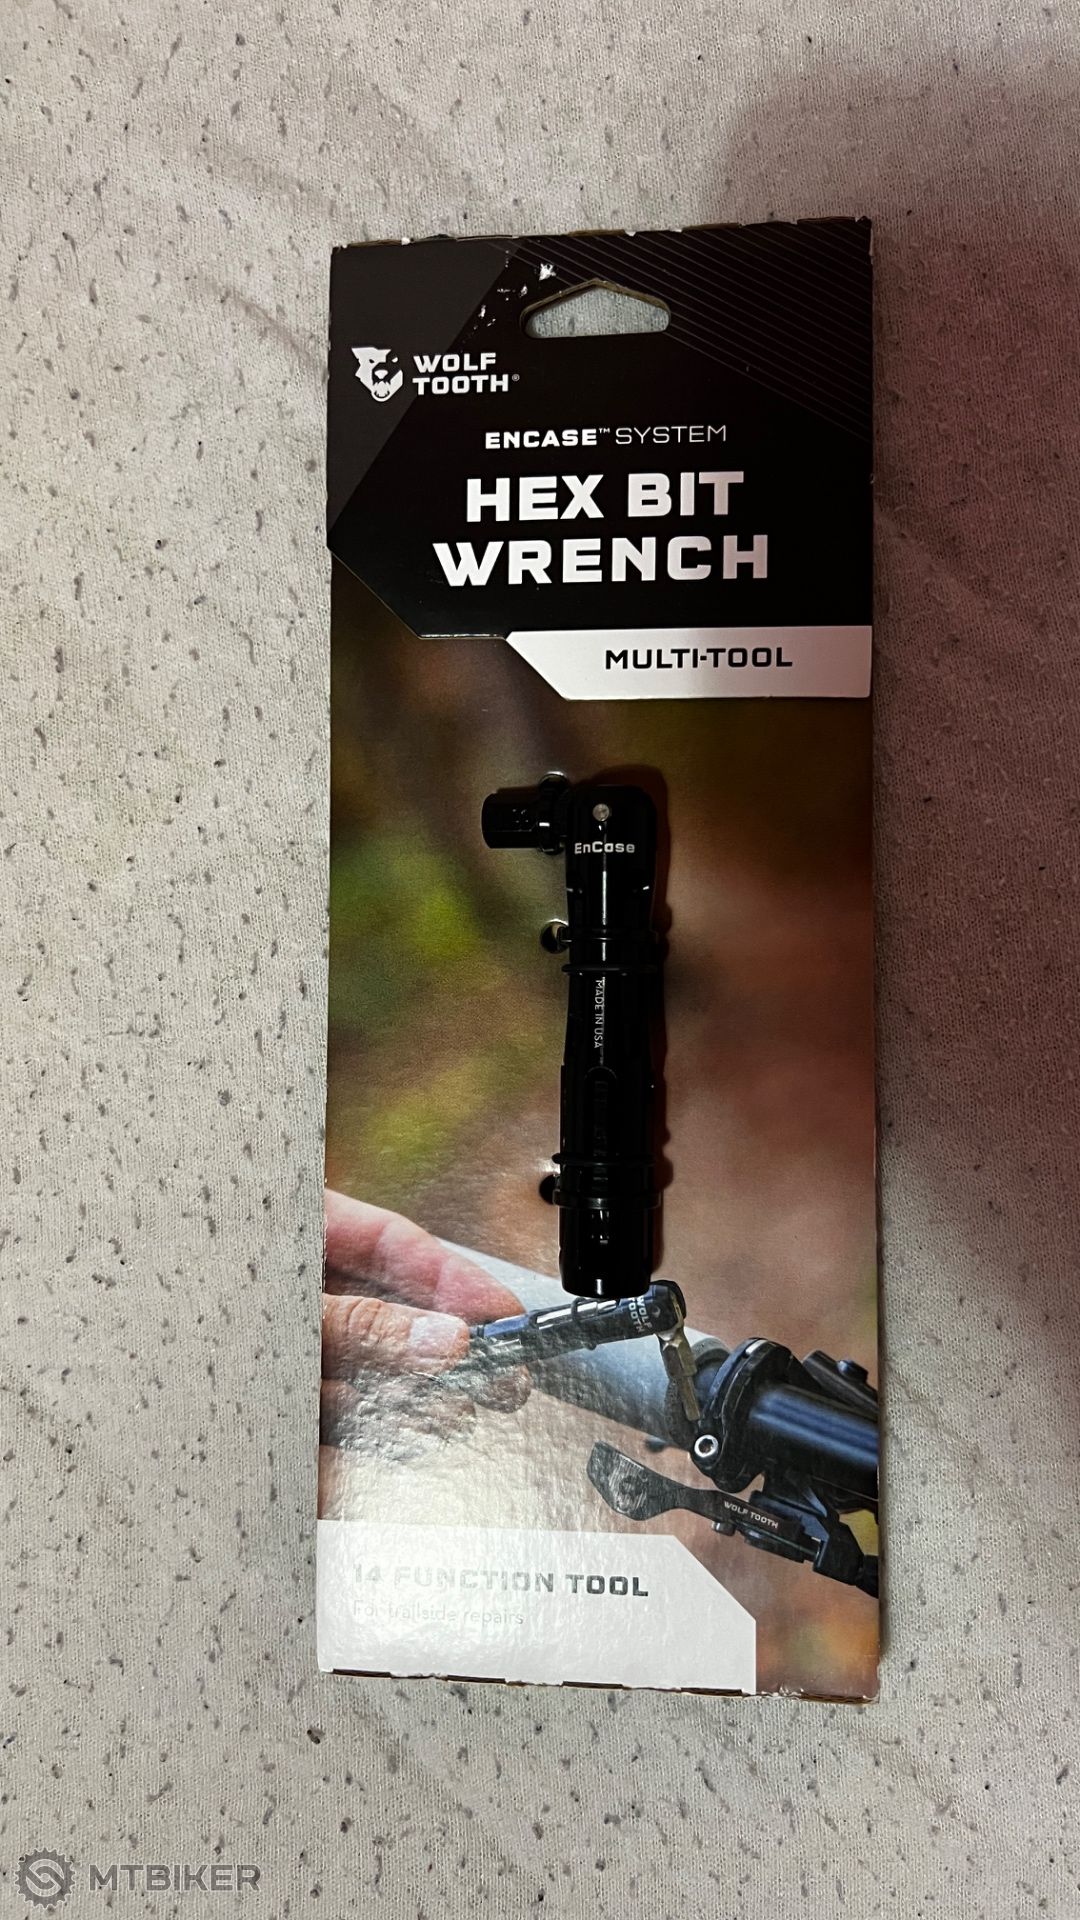 WOLF
TOOTH®
ENCASE™ SYSTEM
HEX BIT
WRENCH
MULTI-TOOL
EnCase
MADE IN USA
WOLF
TOOTH
WOLF TOOTH
14 FUNCTION TOOL
For trailside repairs
MTBIKER